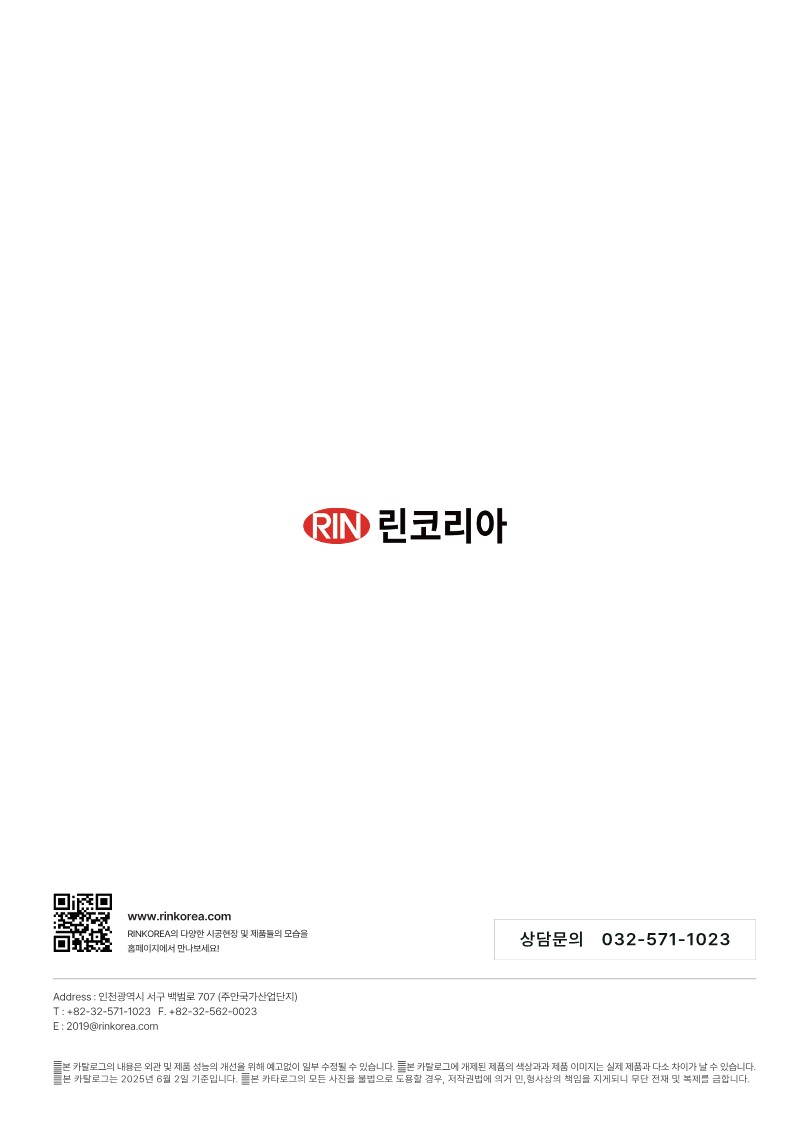 RIN 린코리아
www.rinkorea.com
RINKOREA의 다양한 시공현장 및 제품들의 모습을
홈페이지에서 만나보세요!
상담문의 032-571-1023
Address : 인천광역시 서구 백범로 707 (주안국가산업단지)
T : +82-32-571-1023 F. +82-32-562-0023
E : 2019@rinkorea.com
▒본 카탈로그의 내용은 외관 및 제품 성능의 개선을 위해 예고없이 일부 수정될 수 있습니다. ▒본 카탈로그에 개제된 제품의 색상과과 제품 이미지는 실제 제품과 다소 차이가 날 수 있습니다.
▒본 카탈로그는 2025년 6월 2일 기준입니다. ▒본 카타로그의 모든 사진을 불법으로 도용할 경우, 저작권법에 의거 민,형사상의 책임을 지게되니 무단 전재 및 복제를 금합니다.